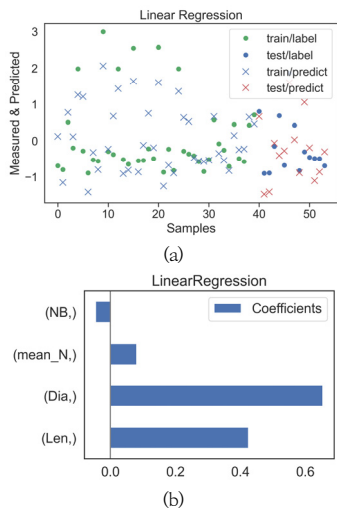 Linear Regression
Measured & Predicted
3
2
1
0
−1
train/label
test/label
train/predict
test/predict
0 10 20 30 40 50
Samples
(a)
LinearRegression
Coefficients
(NB,)
(mean_N,)
(Dia,)
(Len,)
0.0 0.2 0.4 0.6
(b)